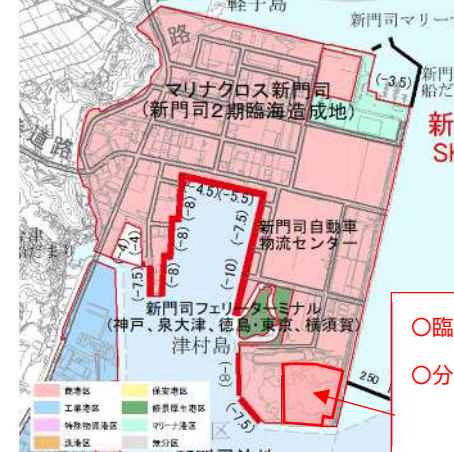 軽子島
新門司マリー
路
(-3.5)
新門
船だ
マリナクロス新門司
(新門司2期臨海造成地)
新
SH
道路
(-4.5)(-5.5)
(-8)
(-7.5)
新門司自動車
物流センター
(-8)
(-4)
(-4)
(-8)
(-7.5)
(-10)
新門司フェリーターミナル
(神戸、泉大津、徳島・東京、横須賀)
津村島
〇臨
(-8)
250
〇分
(-7.5)
商港区
保安港区
工業港区
修景厚生港区
特殊物資港区
マリーナ港区
漁港区
無分区
区